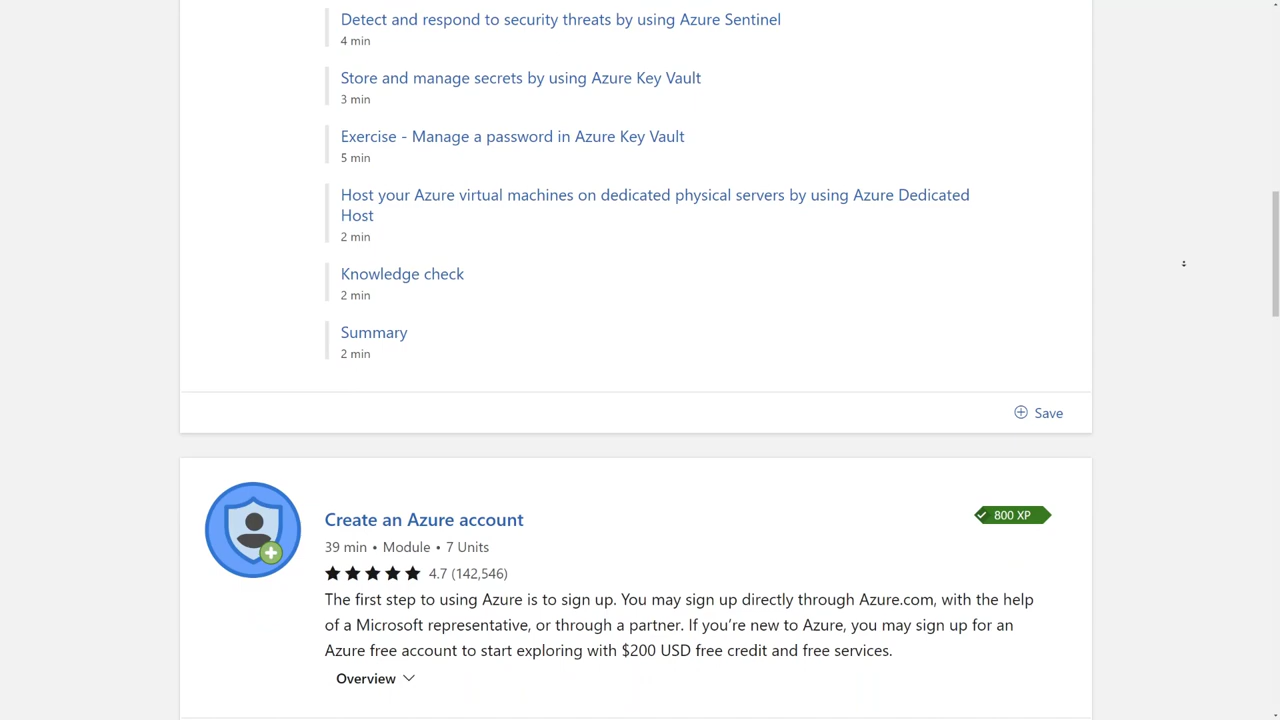 Detect and respond to security threats by using Azure Sentinel
4 min
Store and manage secrets by using Azure Key Vault
3 min
Exercise - Manage a password in Azure Key Vault
5 min
Host your Azure virtual machines on dedicated physical servers by using Azure Dedicated
Host
2 min
Knowledge check
2 min
Summary
2 min
Save
Create an Azure account
800 XP
39 min • Module • 7 Units
4.7 (142,546)
The first step to using Azure is to sign up. You may sign up directly through Azure.com, with the help
of a Microsoft representative, or through a partner. If you’re new to Azure, you may sign up for an
Azure free account to start exploring with $200 USD free credit and free services.
Overview